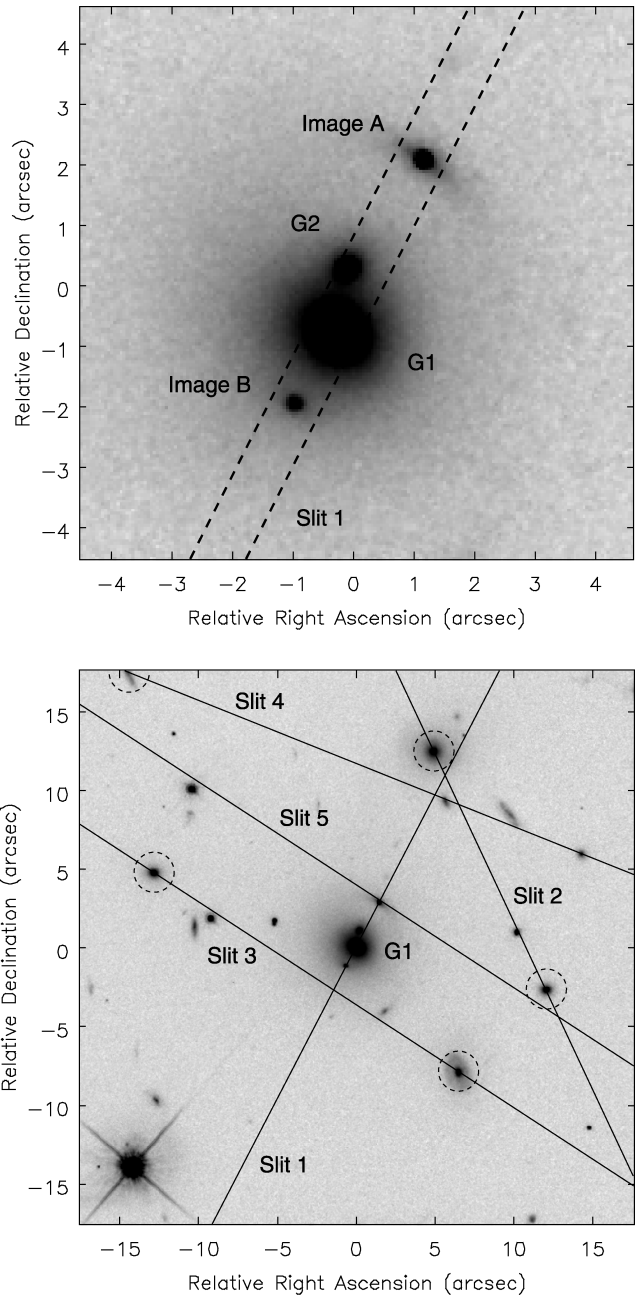 4
3
Image A
2
G2
1
0
−1
G1
Image B
−2
−3
Slit 1
−4
Relative Declination (arcsec)
−4 −3 −2 −1 0 1 2 3 4
Relative Right Ascension (arcsec)
15
Slit 4
10
Slit 5
5
Slit 2
0
G1
Slit 3
−5
−10
Slit 1
−15
Relative Declination (arcsec)
−15 −10 −5 0 5 10 15
Relative Right Ascension (arcsec)